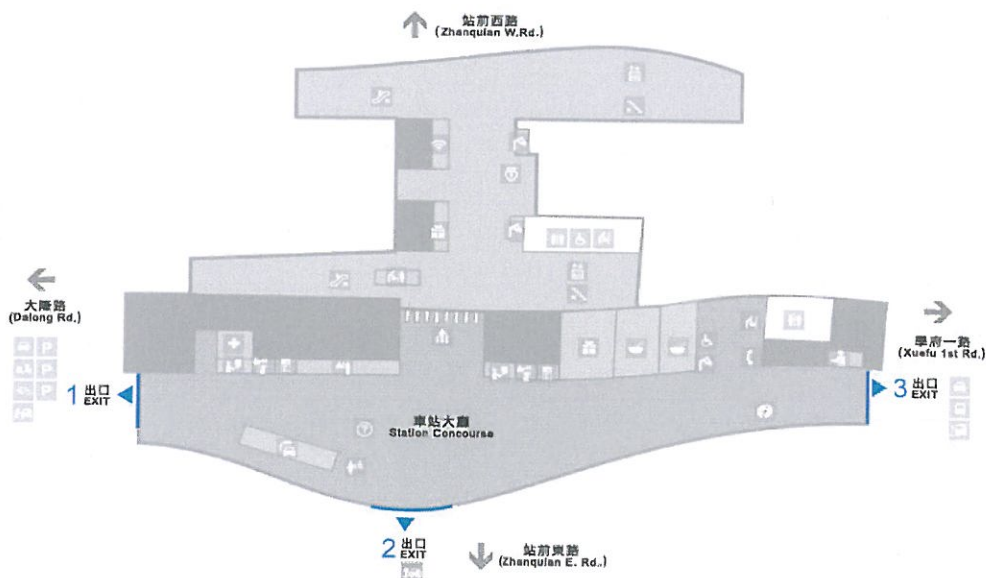 站前西路
(Zhanquian W.Rd.)
大隆路
(Dalong Rd.)
P
P
P
1 出口
EXIT
車站大廳
Station Concourse
學府一路
(Xuefu 1st Rd.)
3 出口
EXIT
2 出口
EXIT
站前東路
(Zhanquian E. Rd..)